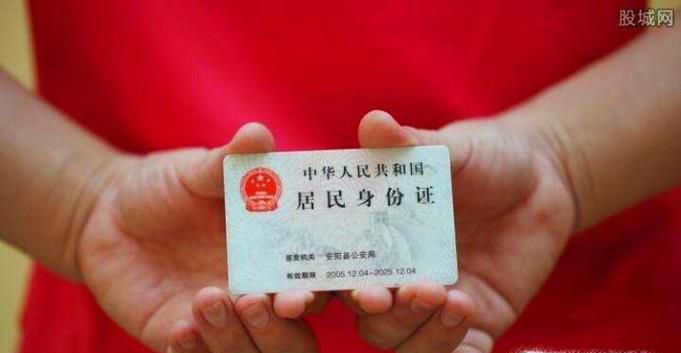 股城网
中华人民共和国
居民身份证
签发机关 安阳县公安局
有效期限 2005.12.04-2025.12.04